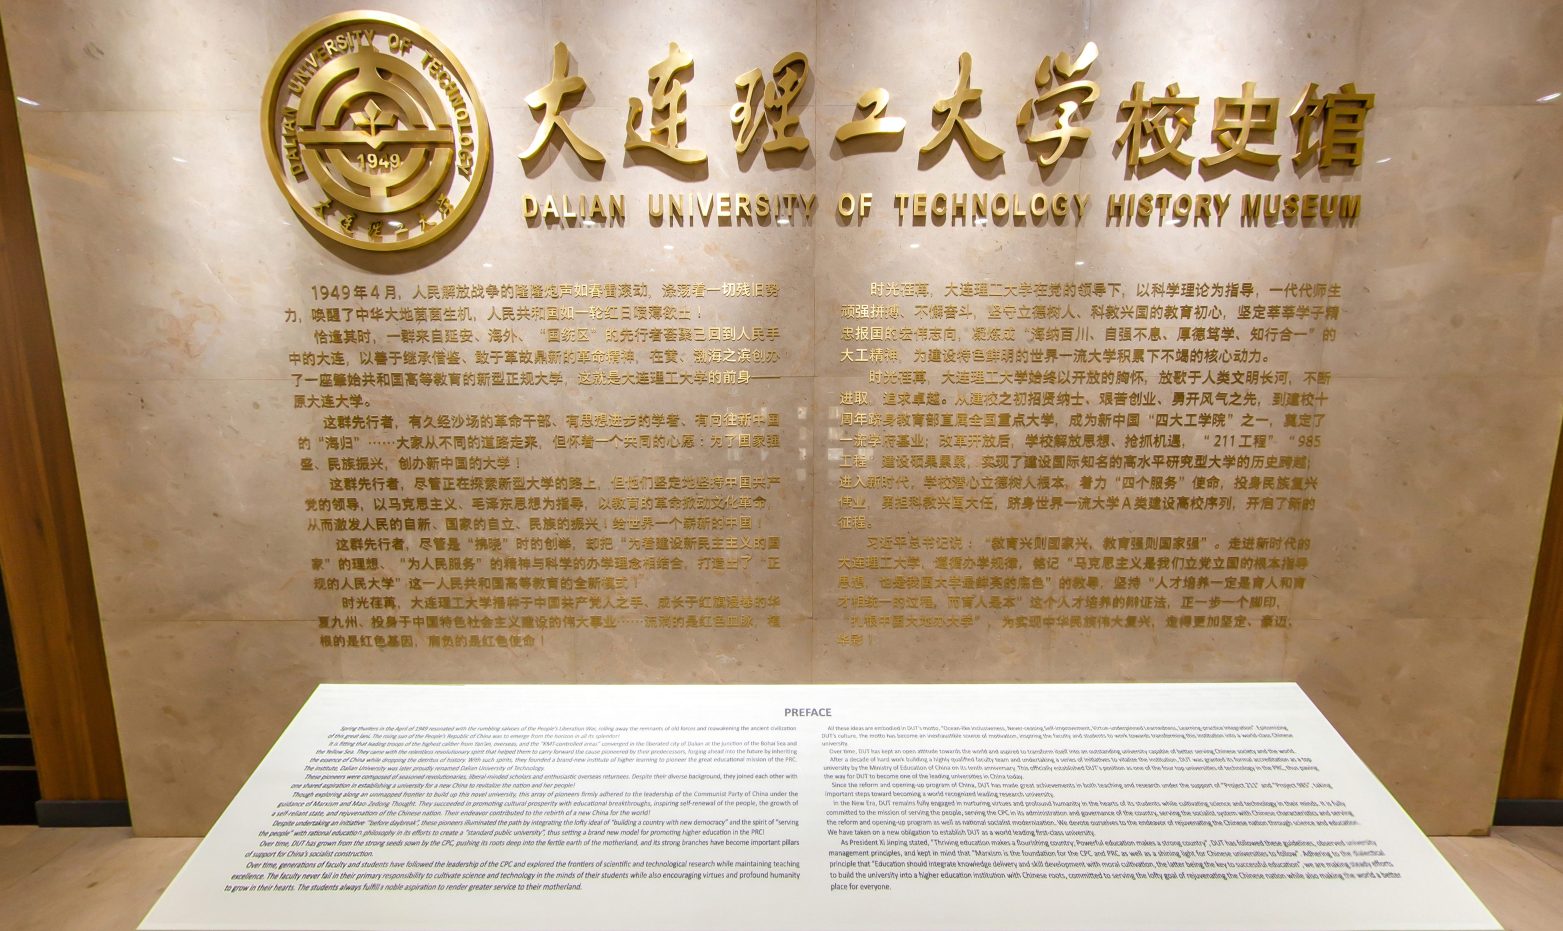 DALIAN UNIVERSITY OF TECHNOLOGY
1949
大连理工大学
大连理工大学校史馆
DALIAN UNIVERSITY OF TECHNOLOGY HISTORY MUSEUM
1949年4月，人民解放战争的隆隆炮声如春雷滚动，涤荡着一切残旧势
力，唤醒了中华大地茵茵生机，人民共和国如一轮红日喷薄欲出！
恰逢其时，一群来自延安、海外、“国统区”的先行者荟聚已回到人民手
中的大连，以善于继承借鉴、敢于革故鼎新的革命精神，在黄、渤海之滨创办
了一座肇始共和国高等教育的新型正规大学，这就是大连理工大学的前身——
原大连大学。
这群先行者，有久经沙场的革命干部、有思想进步的学者、有向往新中国
的“海归”……大家从不同的道路走来，但怀着一个共同的心愿：为了国家强
盛、民族振兴，创办新中国的大学！
这群先行者，尽管正在探索新型大学的路上，但他们坚定地坚持中国共产
党的领导，以马克思主义、毛泽东思想为指导，以教育的革命掀动文化革命，
从而激发人民的自新、国家的自立、民族的振兴！给世界一个崭新的中国！
这群先行者，尽管是“拂晓”时的创举，却把“为着建设新民主主义的国
家”的理想、“为人民服务”的精神与科学的办学理念相结合，打造出了“正
规的人民大学”这一人民共和国高等教育的全新模式！
时光荏苒，大连理工大学播种于中国共产党人之手、成长于红旗漫卷的华
夏九州、投身于中国特色社会主义建设的伟大事业……流淌的是红色血脉，植
根的是红色基因，肩负的是红色使命！
时光荏苒，大连理工大学在党的领导下，以科学理论为指导，一代代师生
顽强拼搏、不懈奋斗，坚守立德树人、科教兴国的教育初心，坚定莘莘学子精
忠报国的宏伟志向，凝炼成“海纳百川、自强不息、厚德笃学、知行合一”的
大工精神，为建设特色鲜明的世界一流大学积累下不竭的核心动力。
时光荏苒，大连理工大学始终以开放的胸怀，放歌于人类文明长河，不断
进取、追求卓越。从建校之初招贤纳士、艰苦创业、勇开风气之先，到建校十
周年跻身教育部直属全国重点大学，成为新中国“四大工学院”之一，奠定了
一流学府基业；改革开放后，学校解放思想、抢抓机遇，“211工程”“985
工程”建设硕果累累，实现了建设国际知名的高水平研究型大学的历史跨越；
进入新时代，学校潜心立德树人根本，着力“四个服务”使命，投身民族复兴
伟业，勇担科教兴国大任，跻身世界一流大学A类建设高校序列，开启了新的
征程。
习近平总书记说：“教育兴则国家兴，教育强则国家强”。走进新时代的
大连理工大学，遵循办学规律，铭记“马克思主义是我们立党立国的根本指导
思想，也是我国大学最鲜亮的底色”的教导，坚持“人才培养一定是育人和育
才相统一的过程，而育人是本”这个人才培养的辩证法，正一步一个脚印，
“扎根中国大地办大学”，为实现中华民族伟大复兴，走得更加坚定、豪迈、
华彩！
PREFACE
Spring thunders in the April of 1949 resonated with the rumbling salvoes of the People's Liberation War, riding away the remnants of old forces and reawakening the ancient civilization
of this great land. The rising sun of the People's Republic of China was to emerge from the horizon in all its splendor!
It is fitting that leading troops of the highest caliber from Yan'an, overseas, and the "KMT-controlled areas" converged in the liberated city of Dalian at the junction of the Bohai Sea and
the Yellow Sea. They came with the relentless revolutionary spirit that helped them to carry forward the cause pioneered by their predecessors, forging ahead into the future by inheriting
the essence of China while dropping the detritus of history. With such spirits, they founded a brand-new institute of higher learning to pioneer the great educational mission of the PRC.
The institute, Dalian University was later proudly renamed Dalian University of Technology.
These pioneers were composed of seasoned revolutionaries, liberal-minded scholars and enthusiastic overseas returnees. Despite their diverse background, they joined each other with
one shared aspiration in establishing a university for a new China to revitalize the nation and her people!
Though exploring along an unmapped frontier to build up this novel university, this array of pioneers firmly adhered to the leadership of the Communist Party of China under the
guidance of Marxism and Mao Zedong Thought. They succeeded in promoting cultural prosperity with educational breakthroughs, inspiring self-renewal of the people, the growth of
a self-reliant state, and rejuvenation of the Chinese nation. Their endeavor contributed to the rebirth of a new China for the world!
Despite undertaking an initiative "before daybreak", these pioneers illuminated the path by integrating the lofty ideal of "building a country with new democracy" and the spirit of "serving
the people" with rational education philosophy in its efforts to create a "standard public university", thus setting a brand new model for promoting higher education in the PRC!
Over time, DUT has grown from the strong seeds sown by the CPC, pushing its roots deep into the fertile earth of the motherland, and its strong branches have become important pillars
of support for China's socialist construction.
Over time, generations of faculty and students have followed the leadership of the CPC and explored the frontiers of scientific and technological research while maintaining teaching
excellence. The faculty never fail in their primary responsibility to cultivate science and technology in the minds of their students while also encouraging virtues and profound humanity
to grow in their hearts. The students always fulfill a noble aspiration to render greater service to their motherland.
All these ideas are embodied in DUT's motto, "Ocean-like inclusiveness, Never-ceasing Self-improvement, Virtue-underpinned Learnedness, Learning-practice Integration". Epitomizing
DUT's culture, the motto has become an inexhaustible source of motivation, inspiring the faculty and students to work towards transforming this institution into a world-class Chinese
university.
Over time, DUT has kept an open attitude towards the world and aspired to transform itself into an outstanding university capable of better serving Chinese society and the world.
After a decade of hard work building a highly qualified faculty team and undertaking a series of initiatives to vitalize the institution, DUT was granted its formal accreditation as a top
university by the Ministry of Education of China on its tenth anniversary. This officially established DUT's position as one of the four top universities of technology in the PRC, thus paving
the way for DUT to become one of the leading universities in China today.
Since the reform and opening-up program of China, DUT has made great achievements in both teaching and research under the support of "Project 211" and "Project 985", taking
important steps toward becoming a world recognized leading research university.
In the New Era, DUT remains fully engaged in nurturing virtues and profound humanity in the hearts of its students while cultivating science and technology in their minds. It is fully
committed to the mission of serving the people, serving the CPC in its administration and governance of the country, serving the socialist system with Chinese characteristics and serving
the reform and opening-up program as well as national socialist modernization. We devote ourselves to the endeavor of rejuvenating the Chinese nation through science and education.
We have taken on a new obligation to establish DUT as a world leading first-class university.
As President Xi Jinping stated, "Thriving education makes a flourishing country; Powerful education makes a strong country", DUT has followed these guidelines, observed university
management principles, and kept in mind that "Marxism is the foundation for the CPC and PRC as well as a shining light for Chinese universities to follow". Adhering to the dialectical
principle that "Education should integrate knowledge delivery and skill development with moral cultivation, the latter being the key to successful education", we are making steady efforts
to build the university into a higher education institution with Chinese roots, committed to serving the lofty goal of rejuvenating the Chinese nation while also making the world a better
place for everyone.